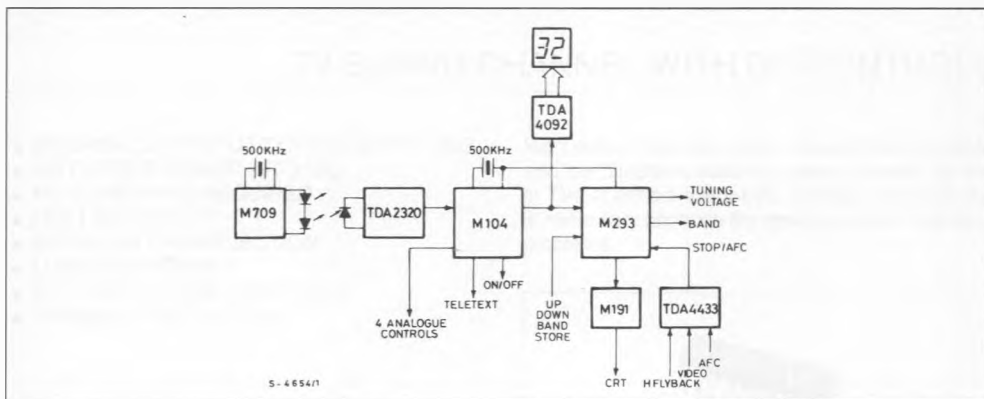 32
TDA
4092
500KHz
500KHz
M709
TDA2320
M104
M293
TUNING
VOLTAGE
BAND
STOP/AFC
ON/OFF
TELETEXT
4 ANALOGUE
CONTROLS
UP
DOWN
BAND
STORE
M191
TDA4433
CRT
H FLYBACK
VIDEO
AFC
S-4654/1